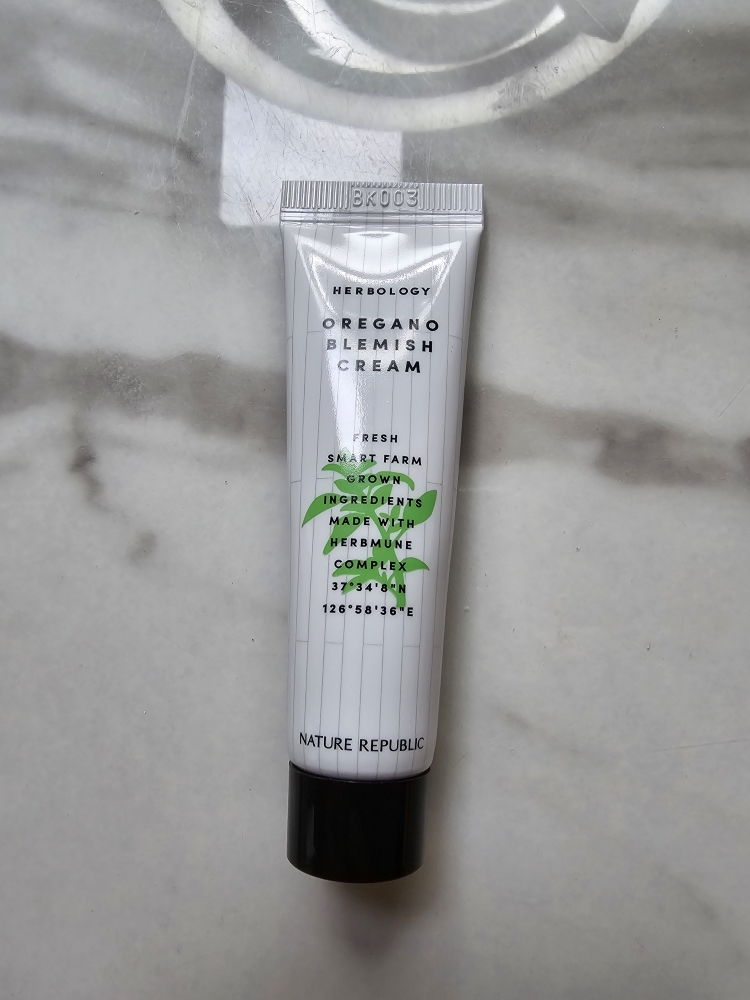 BK003
HERBOLOGY
OREGANO
BLEMISH
CREAM
FRESH
SMART FARM
GROWN
INGREDIENTS
MADE WITH
HERBMUNE
COMPLEX
37°34'8"N
126°58'36"E
NATURE REPUBLIC